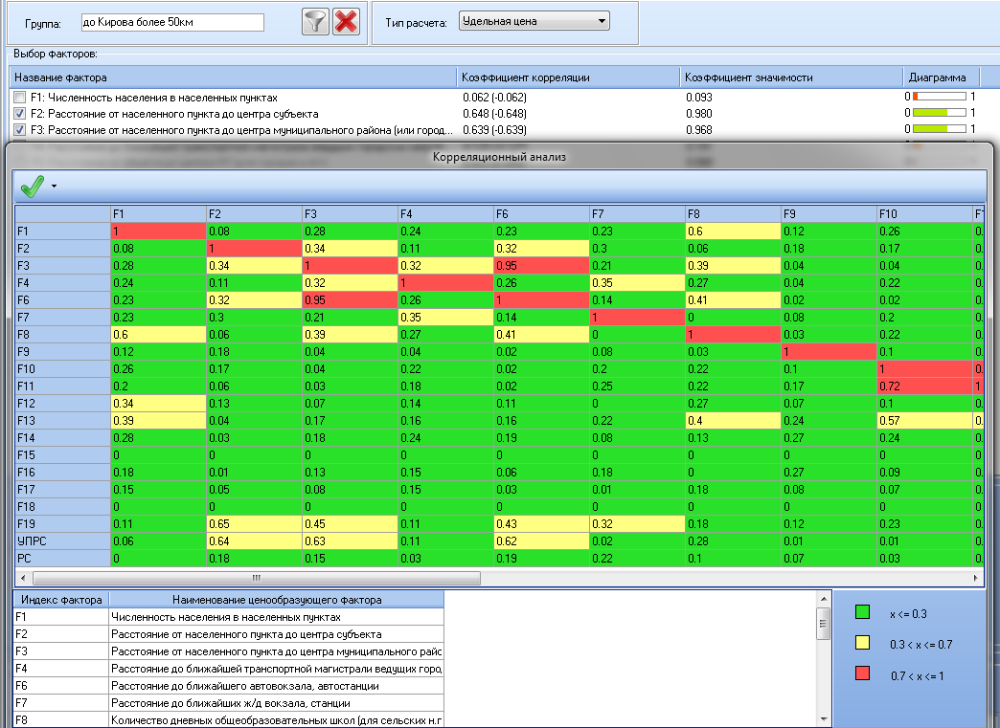 Группа: до Кирова более 50км Тип расчета: Удельная цена
Выбор факторов:
Название фактора Коэффициент корреляции Коэффициент значимости Диаграмма
F1: Численность населения в населенных пунктах 0.062 (-0.062) 0.093 0 1
F2: Расстояние от населенного пункта до центра субъекта 0.648 (-0.648) 0.980 0 1
F3: Расстояние от населенного пункта до центра муниципального района (или город... 0.639 (-0.639) 0.968 0 1
Корреляционный анализ
F1 F2 F3 F4 F6 F7 F8 F9 F10 F1
F1 1 0.08 0.28 0.24 0.23 0.23 0.6 0.12 0.26 0.
F2 0.08 1 0.34 0.11 0.32 0.3 0.06 0.18 0.17 0.
F3 0.28 0.34 1 0.32 0.95 0.21 0.39 0.04 0.04 0.
F4 0.24 0.11 0.32 1 0.26 0.35 0.27 0.04 0.22 0.
F6 0.23 0.32 0.95 0.26 1 0.14 0.41 0.02 0.02 0.
F7 0.23 0.3 0.21 0.35 0.14 1 0 0.08 0.2 0.
F8 0.6 0.06 0.39 0.27 0.41 0 1 0.03 0.22 0.
F9 0.12 0.18 0.04 0.04 0.02 0.08 0.03 1 0.1 0.
F10 0.26 0.17 0.04 0.22 0.02 0.2 0.22 0.1 1 0.
F11 0.2 0.06 0.03 0.18 0.02 0.25 0.22 0.17 0.72 1
F12 0.34 0.13 0.07 0.14 0.11 0 0.27 0.07 0.1 0.
F13 0.39 0.04 0.17 0.16 0.16 0.22 0.4 0.24 0.57 0.
F14 0.28 0.03 0.18 0.24 0.19 0.08 0.13 0.27 0.24 0.
F15 0 0 0 0 0 0 0 0 0 0
F16 0.18 0.01 0.13 0.15 0.06 0.18 0 0.27 0.09 0.
F17 0.15 0.05 0.08 0.15 0.03 0.01 0.18 0.08 0.07 0.
F18 0 0 0 0 0 0 0 0 0 0
F19 0.11 0.65 0.45 0.11 0.43 0.32 0.18 0.12 0.23 0.
УПРС 0.06 0.64 0.63 0.11 0.62 0.02 0.28 0.01 0.01 0.
РС 0 0.18 0.15 0.03 0.19 0.22 0.1 0.07 0.03 0.
Индекс фактора Наименование ценообразующего фактора
F1 Численность населения в населенных пунктах
F2 Расстояние от населенного пункта до центра субъекта
F3 Расстояние от населенного пункта до центра муниципального райо
F4 Расстояние до ближайшей транспортной магистрали ведущих горо,
F6 Расстояние до ближайшего автовокзала, автостанции
F7 Расстояние до ближайших ж/д вокзала, станции
F8 Количество дневных общеобразовательных школ (для сельских н.г
x <= 0.3
0.3 < x <= 0.7
0.7 < x <= 1